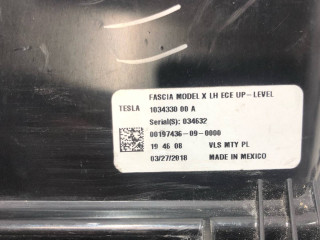 FASCIA MODEL X LH ECE UP-LEVEL
TESLA 1034330 00 A
Serial(S): 034632
00197436-09-0000
19 46 08 VLS MTY PL
03/27/2018 MADE IN MEXICO